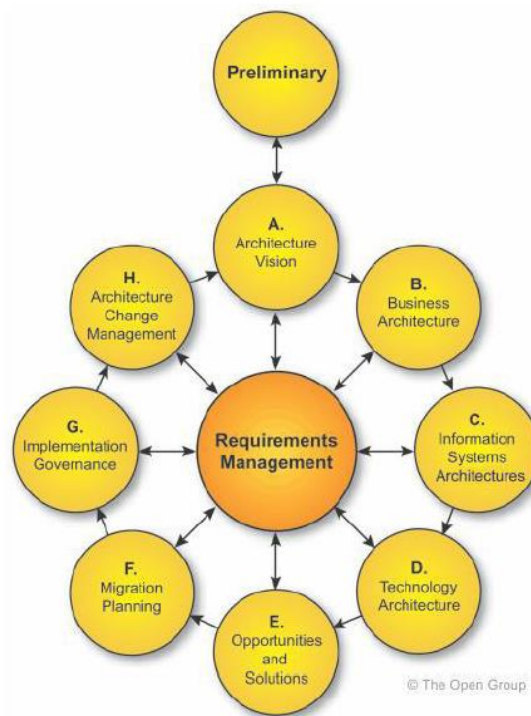 Preliminary
A.
Architecture
Vision
B.
Business
Architecture
C.
Information
Systems
Architectures
D.
Technology
Architecture
E.
Opportunities
and
Solutions
F.
Migration
Planning
G.
Implementation
Governance
H.
Architecture
Change
Management
Requirements
Management
© The Open Group